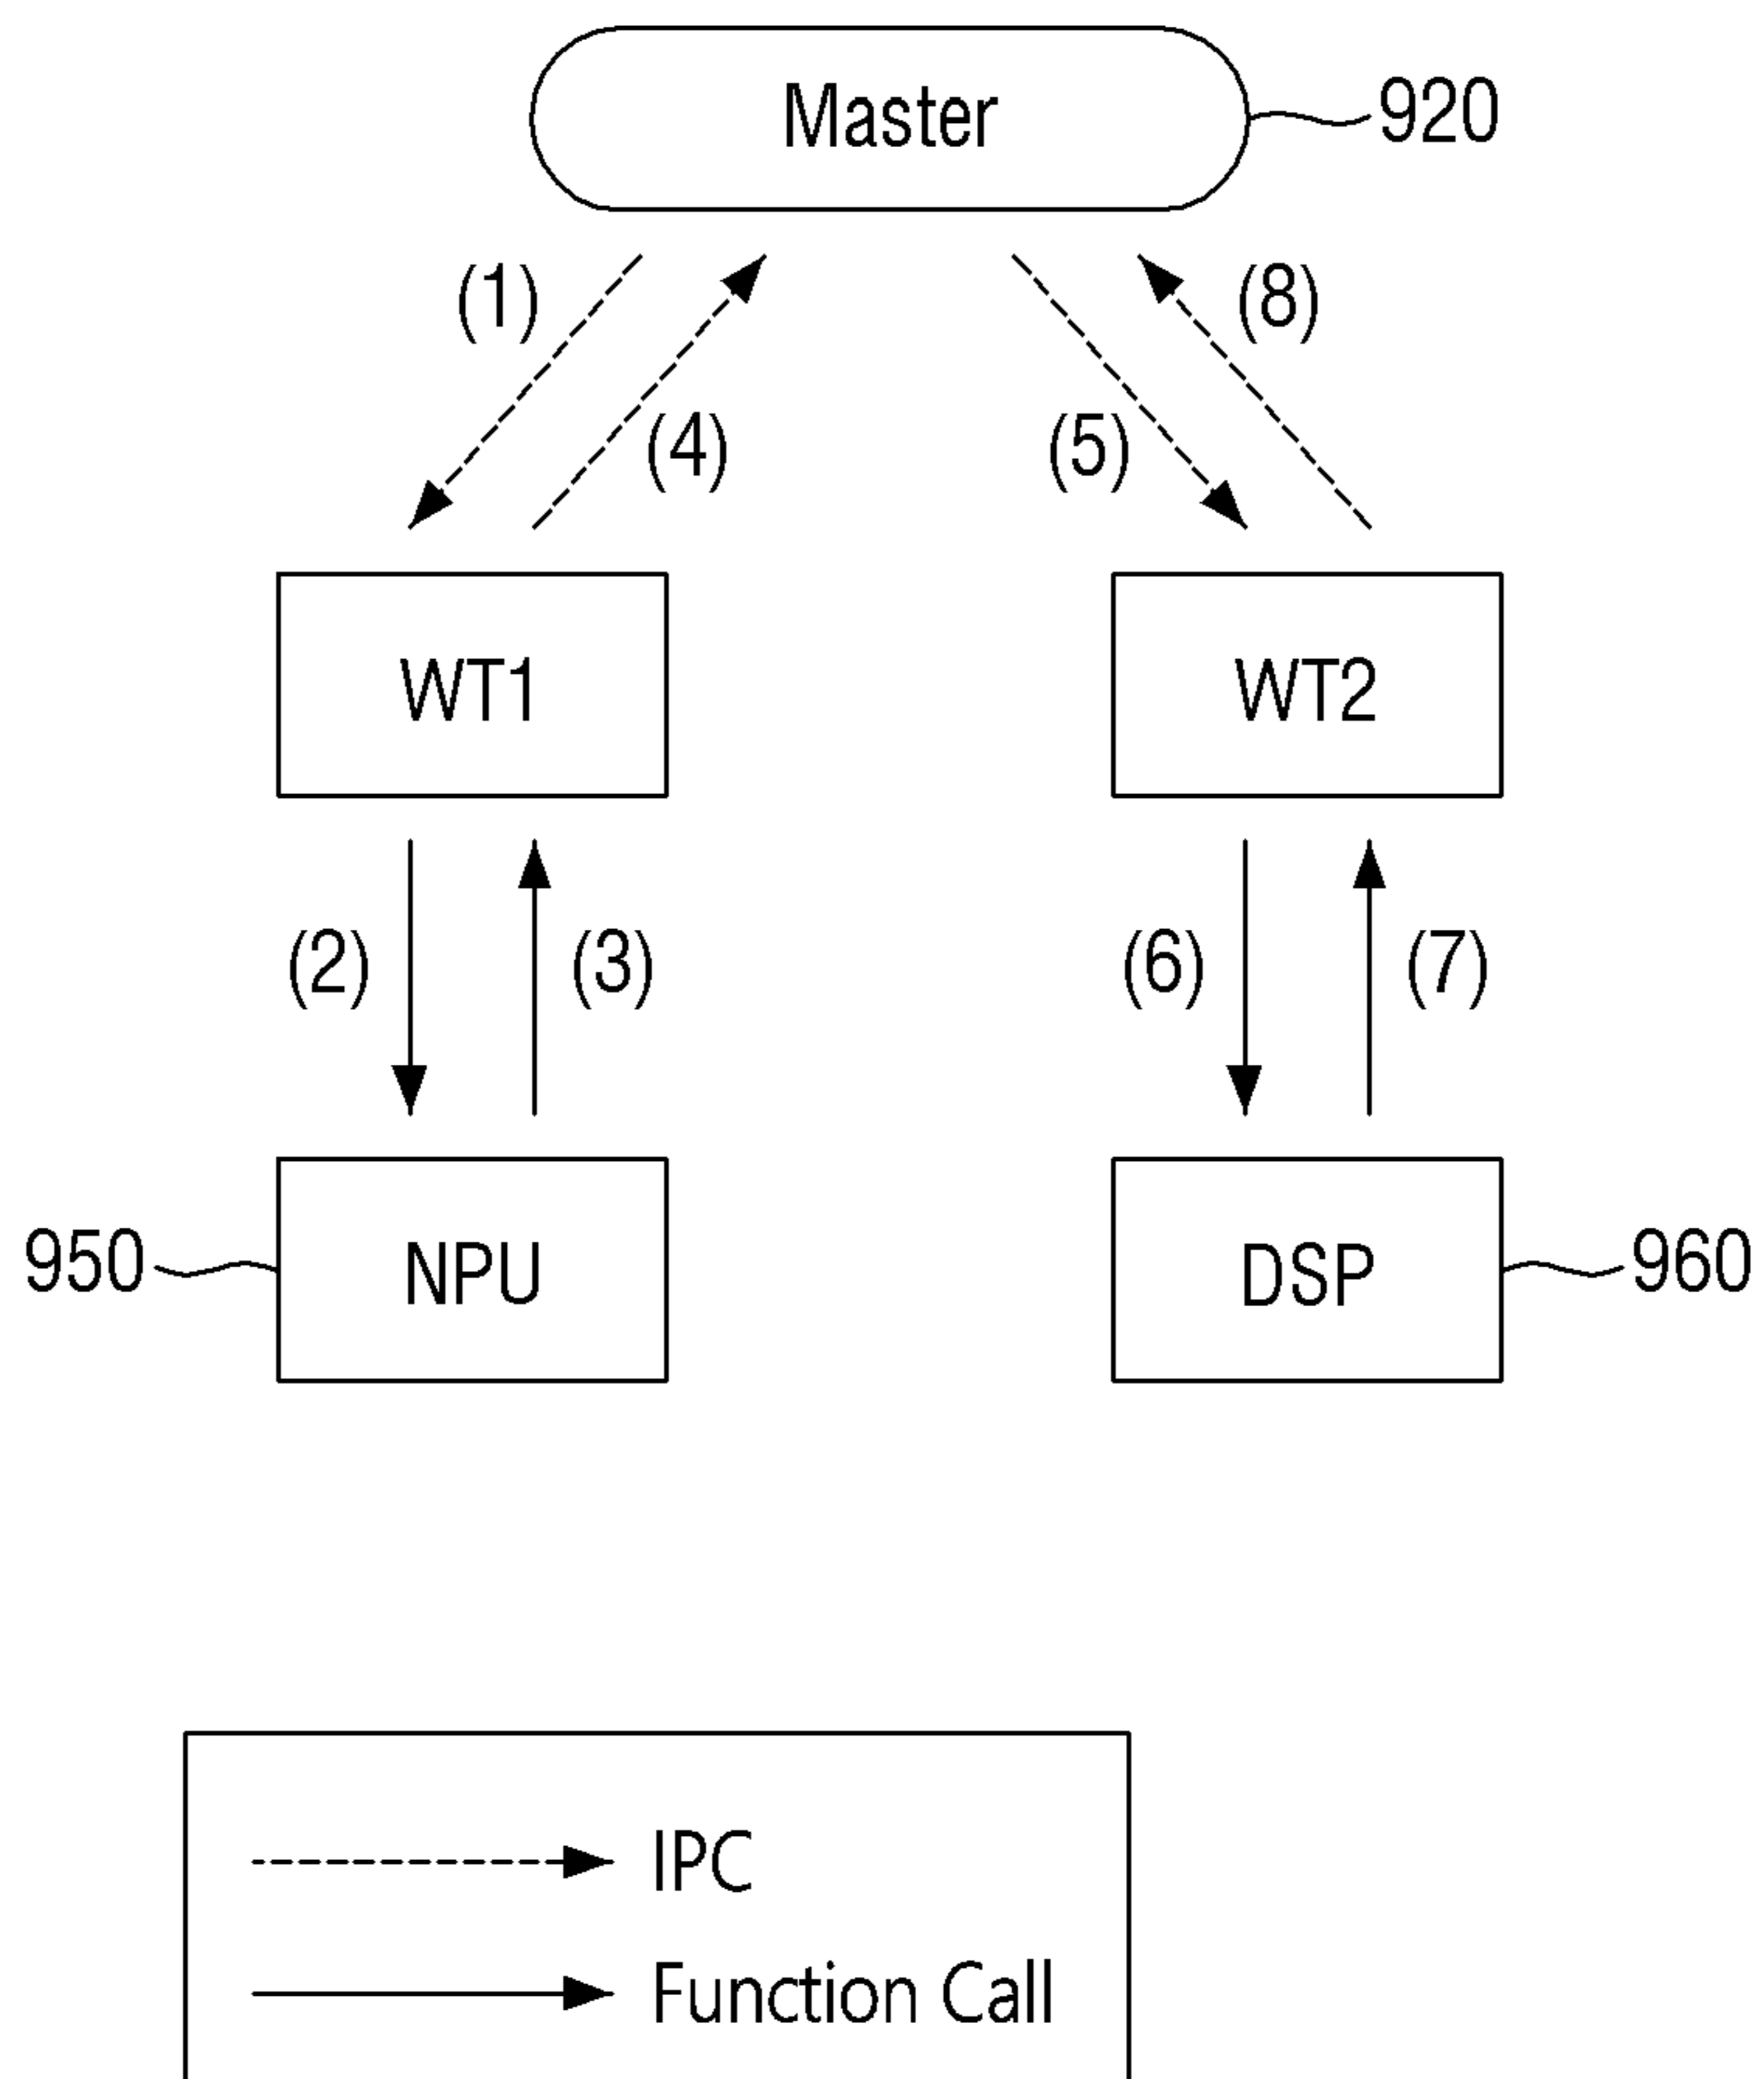 Master
920
(1)
(8)
(4)
(5)
WT1
WT2
(2)
(3)
(6)
(7)
950
NPU
DSP
960
IPC
Function Call